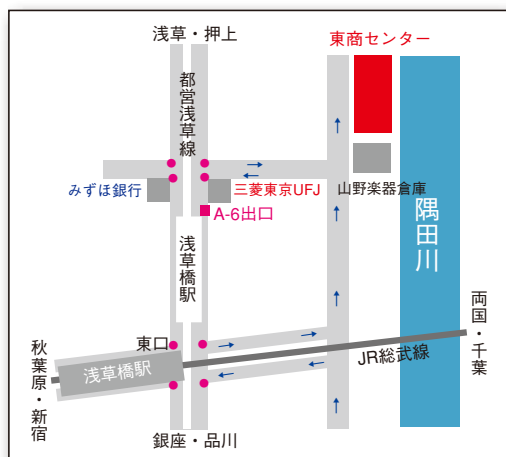 浅草・押上
東商センター
都営浅草線
みずほ銀行
三菱東京UFJ
山野楽器倉庫
A-6出口
隅田川
浅草橋駅
両国・千葉
東口
JR総武線
浅草橋駅
秋葉原・新宿
銀座・品川